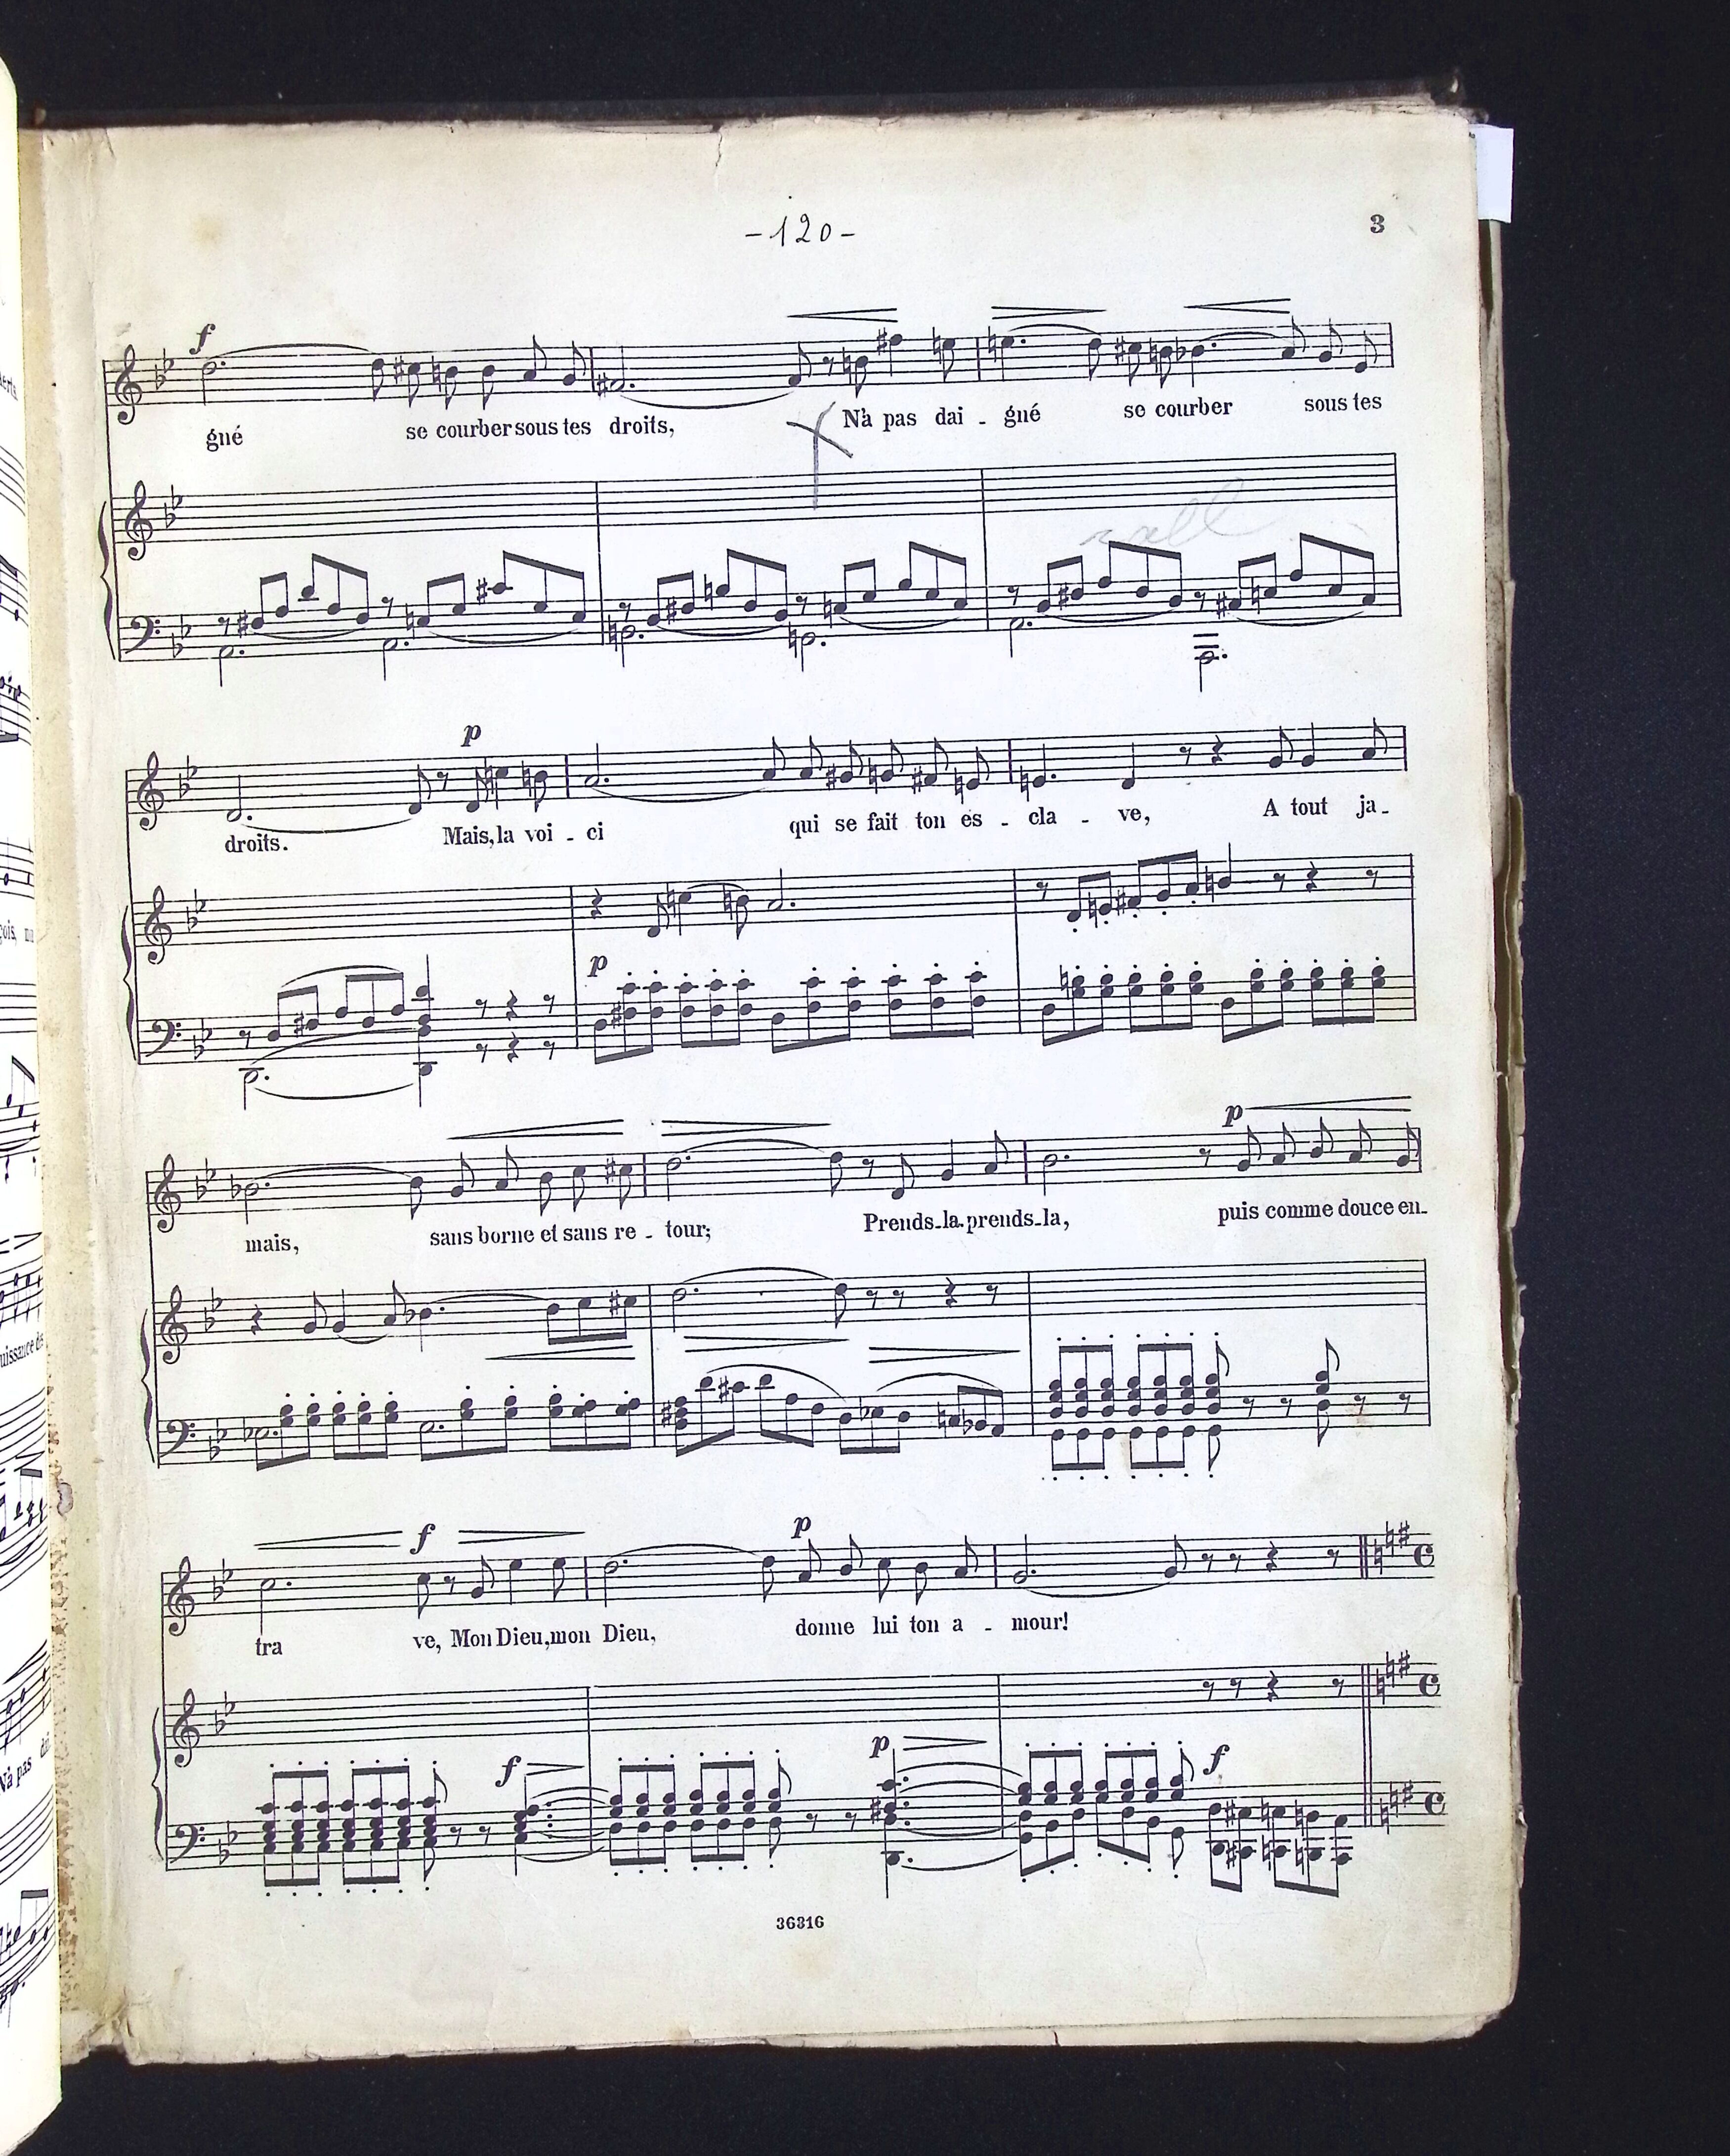 -120-
3
f
gné se courber sous tes droits, N'a pas dai - gné se courber sous tes
rall
p
droits. Mais, la voi - ci qui se fait ton es - cla - ve, A tout ja -
p
p
mais, sans borne et sans re - tour; Prends-la. prends-la, puis comme douce en -
f p
tra ve, Mon Dieu, mon Dieu, donne lui ton a - mour!
f p f
36316